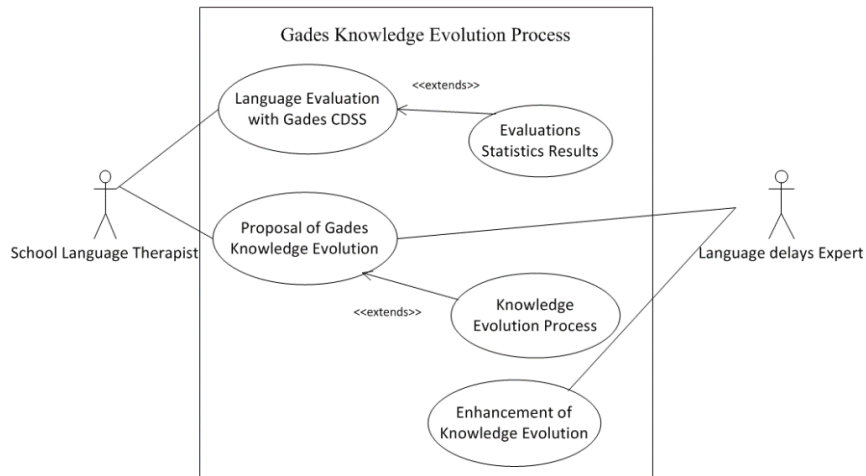 Gades Knowledge Evolution Process
<<extends>>
Language Evaluation
with Gades CDSS
Evaluations
Statistics Results
School Language Therapist
Proposal of Gades
Knowledge Evolution
Language delays Expert
<<extends>>
Knowledge
Evolution Process
Enhancement of
Knowledge Evolution